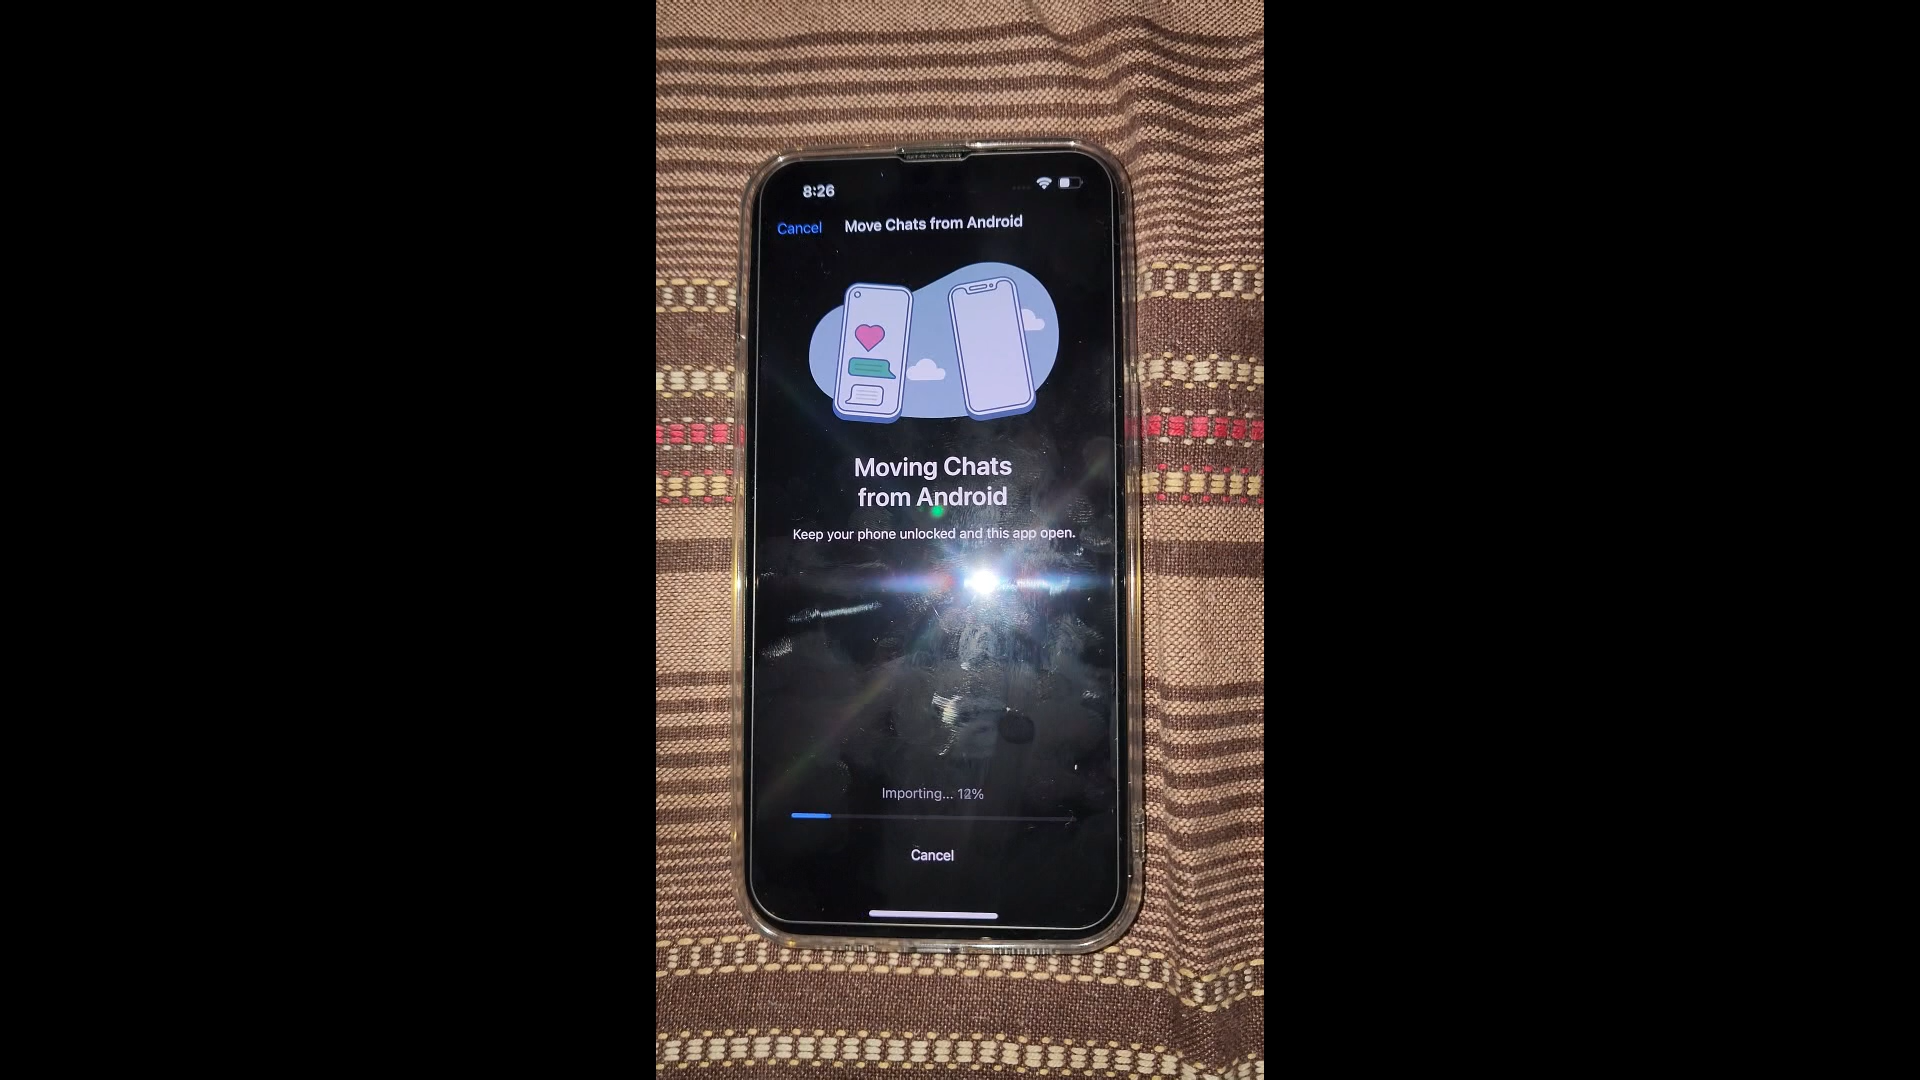 8:26
Cancel Move Chats from Android
Moving Chats
from Android
Keep your phone unlocked and this app open.
Importing... 12%
Cancel